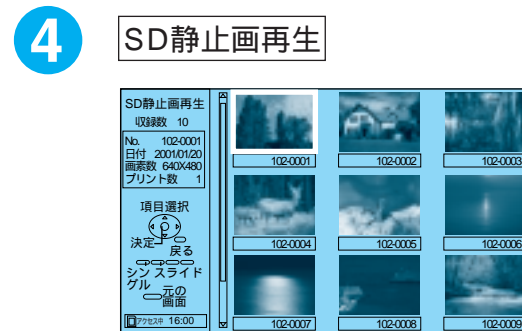 4
SD静止画再生
SD静止画再生
収録数 10
No. 102-0001
日付 2001/01/20
画素数 640X480
プリント数 1
項目選択
決定
戻る
シングル
スライド
元の画面
アクセス中 16:00
102-0001
102-0002
102-0003
102-0004
102-0005
102-0006
102-0007
102-0008
102-0009